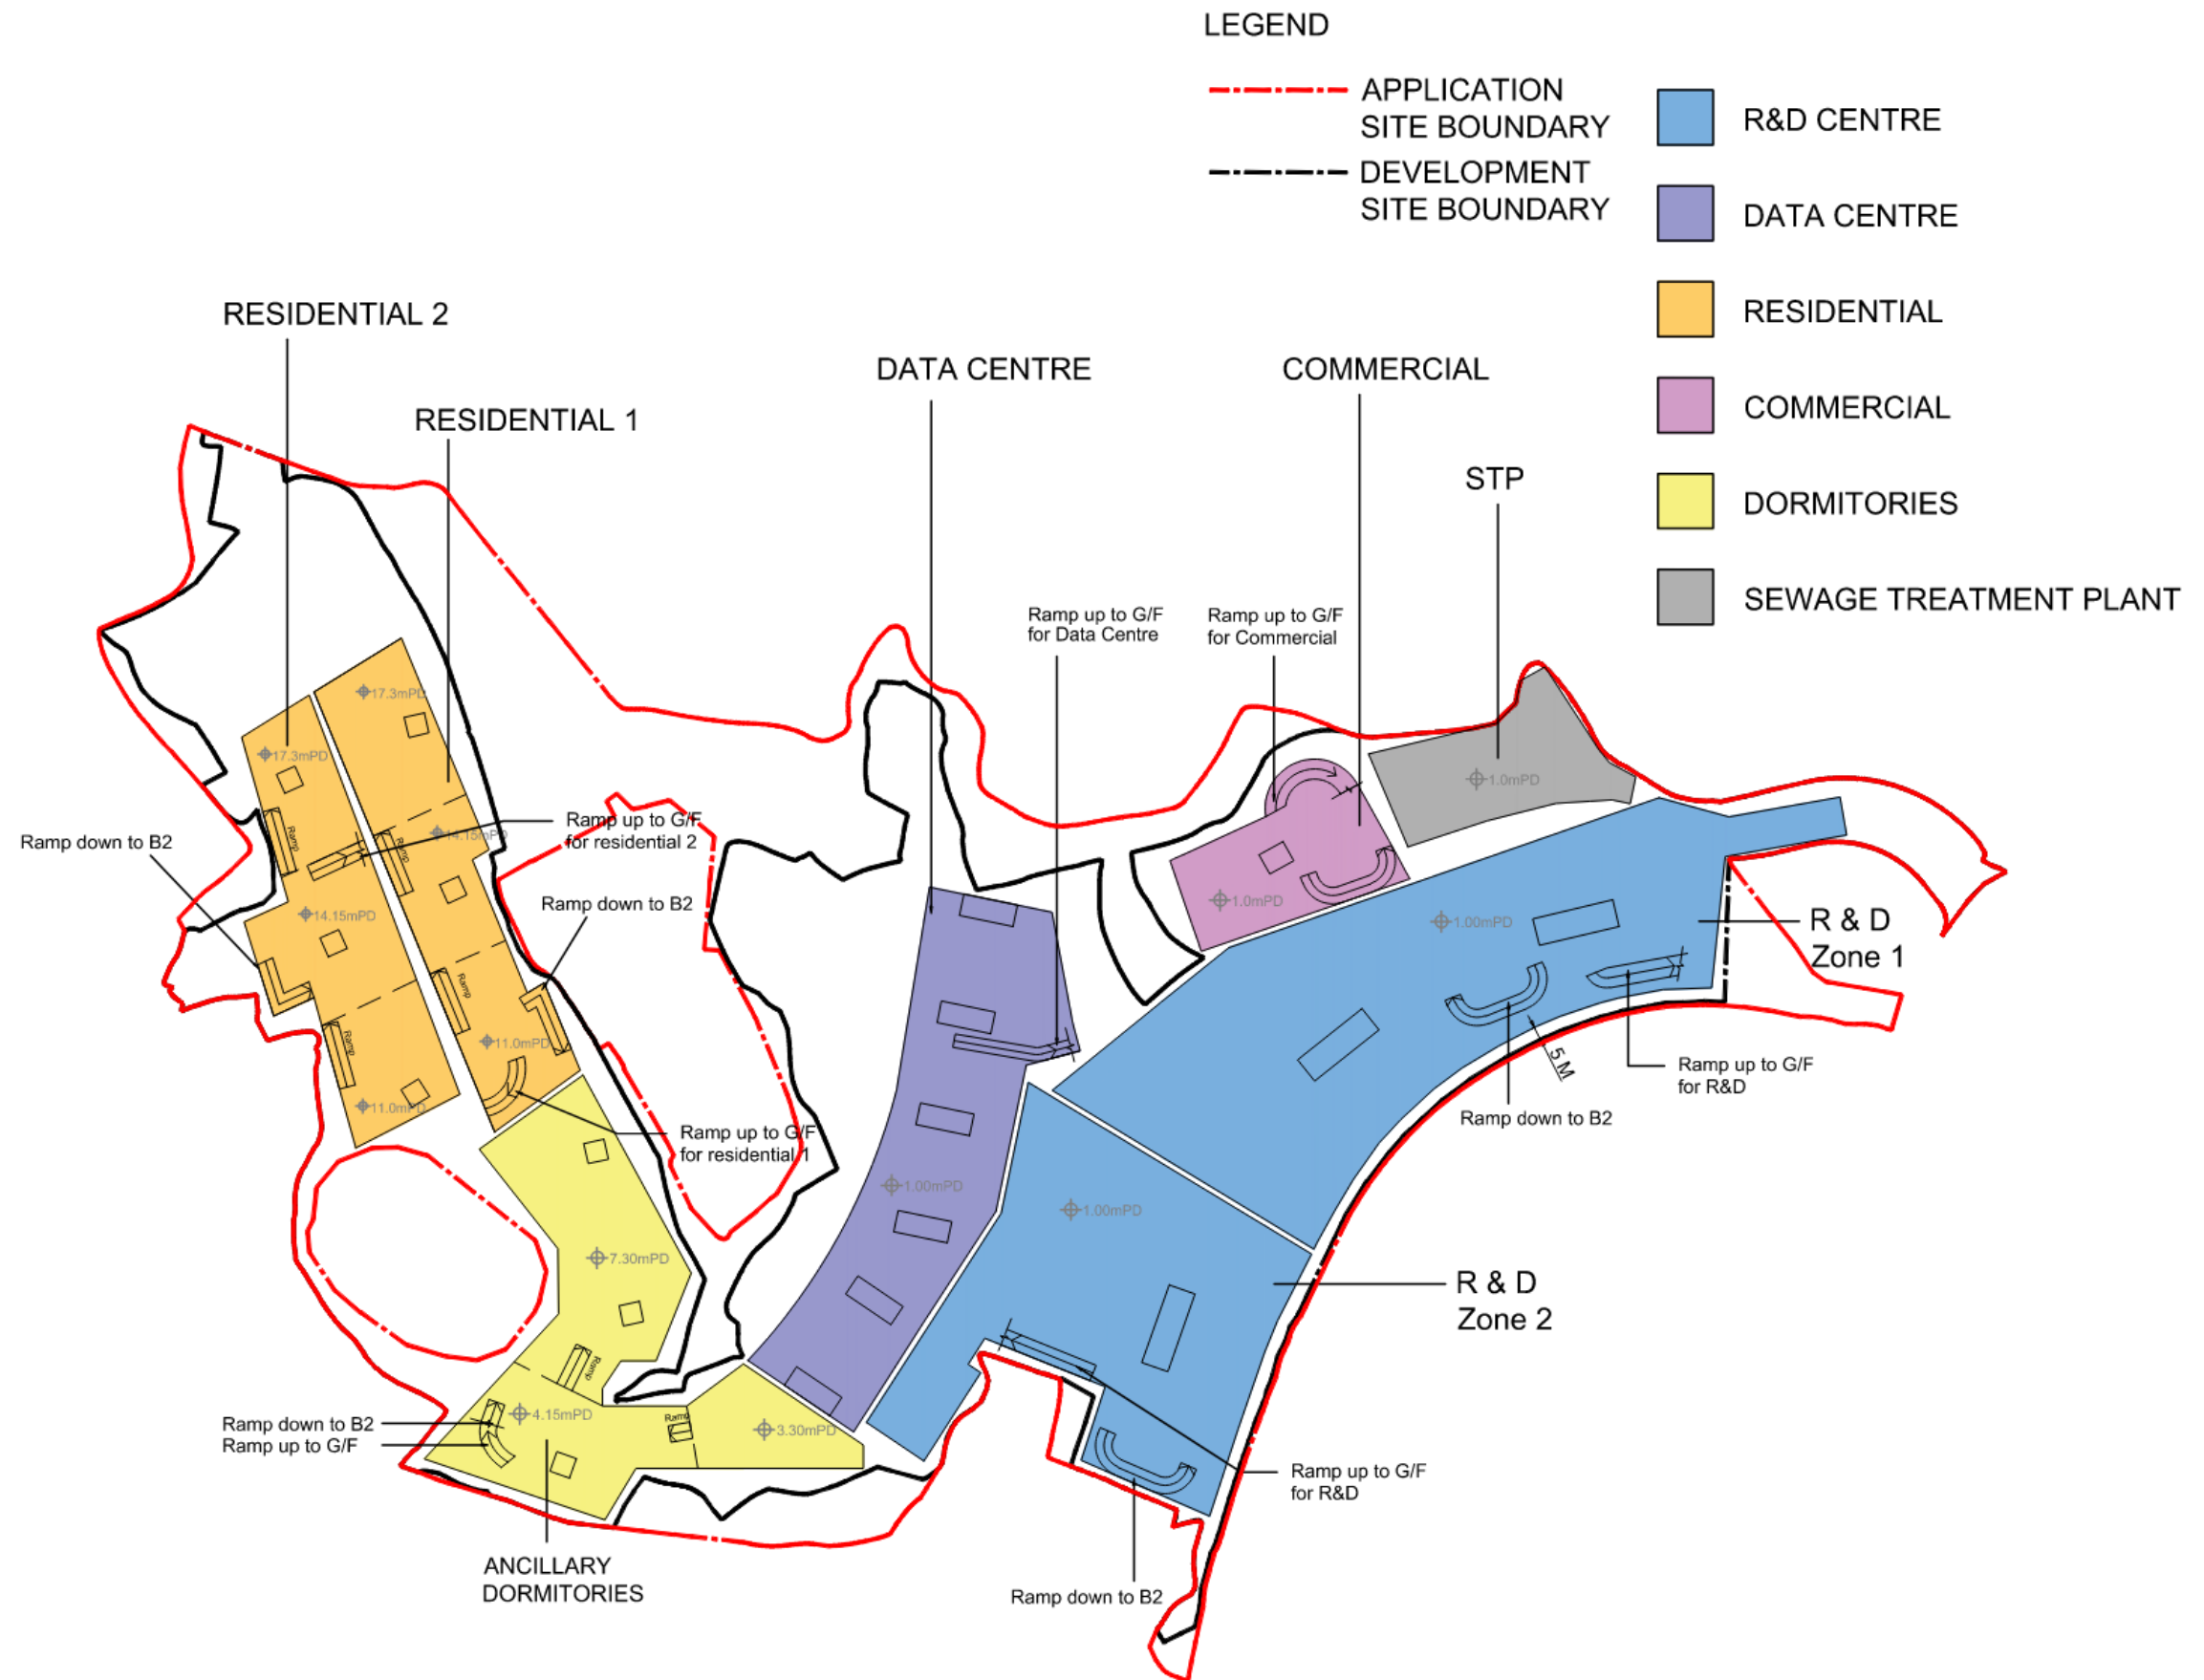 LEGEND
APPLICATION
SITE BOUNDARY
DEVELOPMENT
SITE BOUNDARY
R&D CENTRE
DATA CENTRE
RESIDENTIAL
COMMERCIAL
DORMITORIES
SEWAGE TREATMENT PLANT
RESIDENTIAL 2
RESIDENTIAL 1
DATA CENTRE
COMMERCIAL
STP
Ramp up to G/F
for Data Centre
Ramp up to G/F
for Commercial
17.3mPD
17.3mPD
1.0mPD
Ramp up to G/F
for residential 2
Ramp down to B2
Ramp
14.15mPD
Ramp
14.15mPD
Ramp down to B2
1.0mPD
1.00mPD
R & D
Zone 1
Ramp
Ramp
11.0mPD
11.0mPD
5 M
Ramp up to G/F
for R&D
Ramp down to B2
Ramp up to G/F
for residential 1
1.00mPD
1.00mPD
7.30mPD
R & D
Zone 2
Ramp
4.15mPD
Ramp
3.30mPD
Ramp down to B2
Ramp up to G/F
Ramp up to G/F
for R&D
ANCILLARY
DORMITORIES
Ramp down to B2